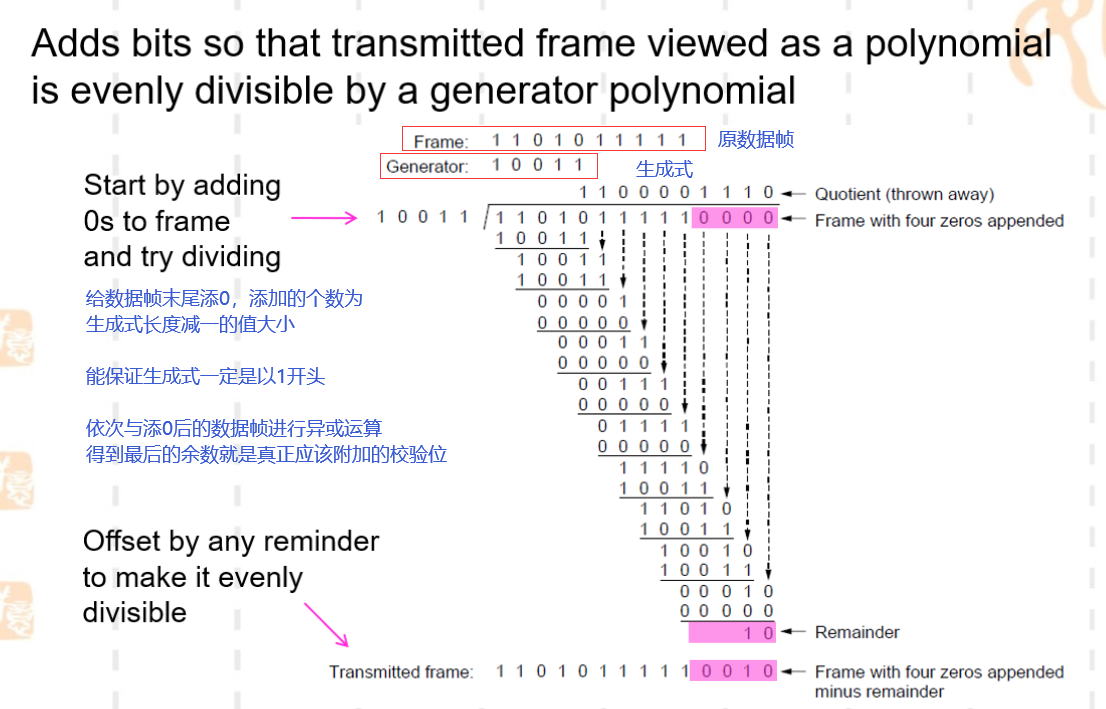 Adds bits so that transmitted frame viewed as a polynomial
is evenly divisible by a generator polynomial
Frame: 1 1 0 1 0 1 1 1 1 1 原数据帧
Generator: 1 0 0 1 1 生成式
Start by adding
0s to frame
and try dividing
给数据帧末尾添0，添加的个数为
生成式长度减一的值大小
能保证生成式一定是以1开头
依次与添0后的数据帧进行异或运算
得到最后的余数就是真正应该附加的校验位
1 1 0 0 0 0 1 1 1 0 Quotient (thrown away)
1 0 0 1 1 1 1 0 1 0 1 1 1 1 1 0 0 0 0 Frame with four zeros appended
1 0 0 1 1
1 0 0 1 1
1 0 0 1 1
0 0 0 0 1
0 0 0 0 0
0 0 0 1 1
0 0 0 0 0
0 0 1 1 1
0 0 0 0 0
0 1 1 1 1
0 0 0 0 0
1 1 1 1 0
1 0 0 1 1
1 1 0 1 0
1 0 0 1 1
1 0 0 1 0
1 0 0 1 1
0 0 0 1 0
0 0 0 0 0
1 0 Remainder
Offset by any reminder
to make it evenly
divisible
Transmitted frame: 1 1 0 1 0 1 1 1 1 1 0 0 1 0 Frame with four zeros appended
minus remainder